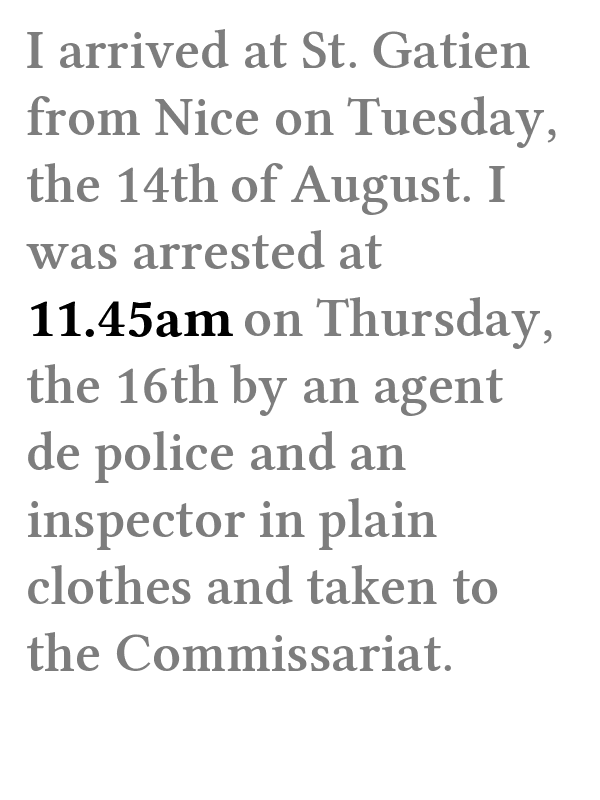 I arrived at St. Gatien
from Nice on Tuesday,
the 14th of August. I
was arrested at
11.45am on Thursday,
the 16th by an agent
de police and an
inspector in plain
clothes and taken to
the Commissariat.